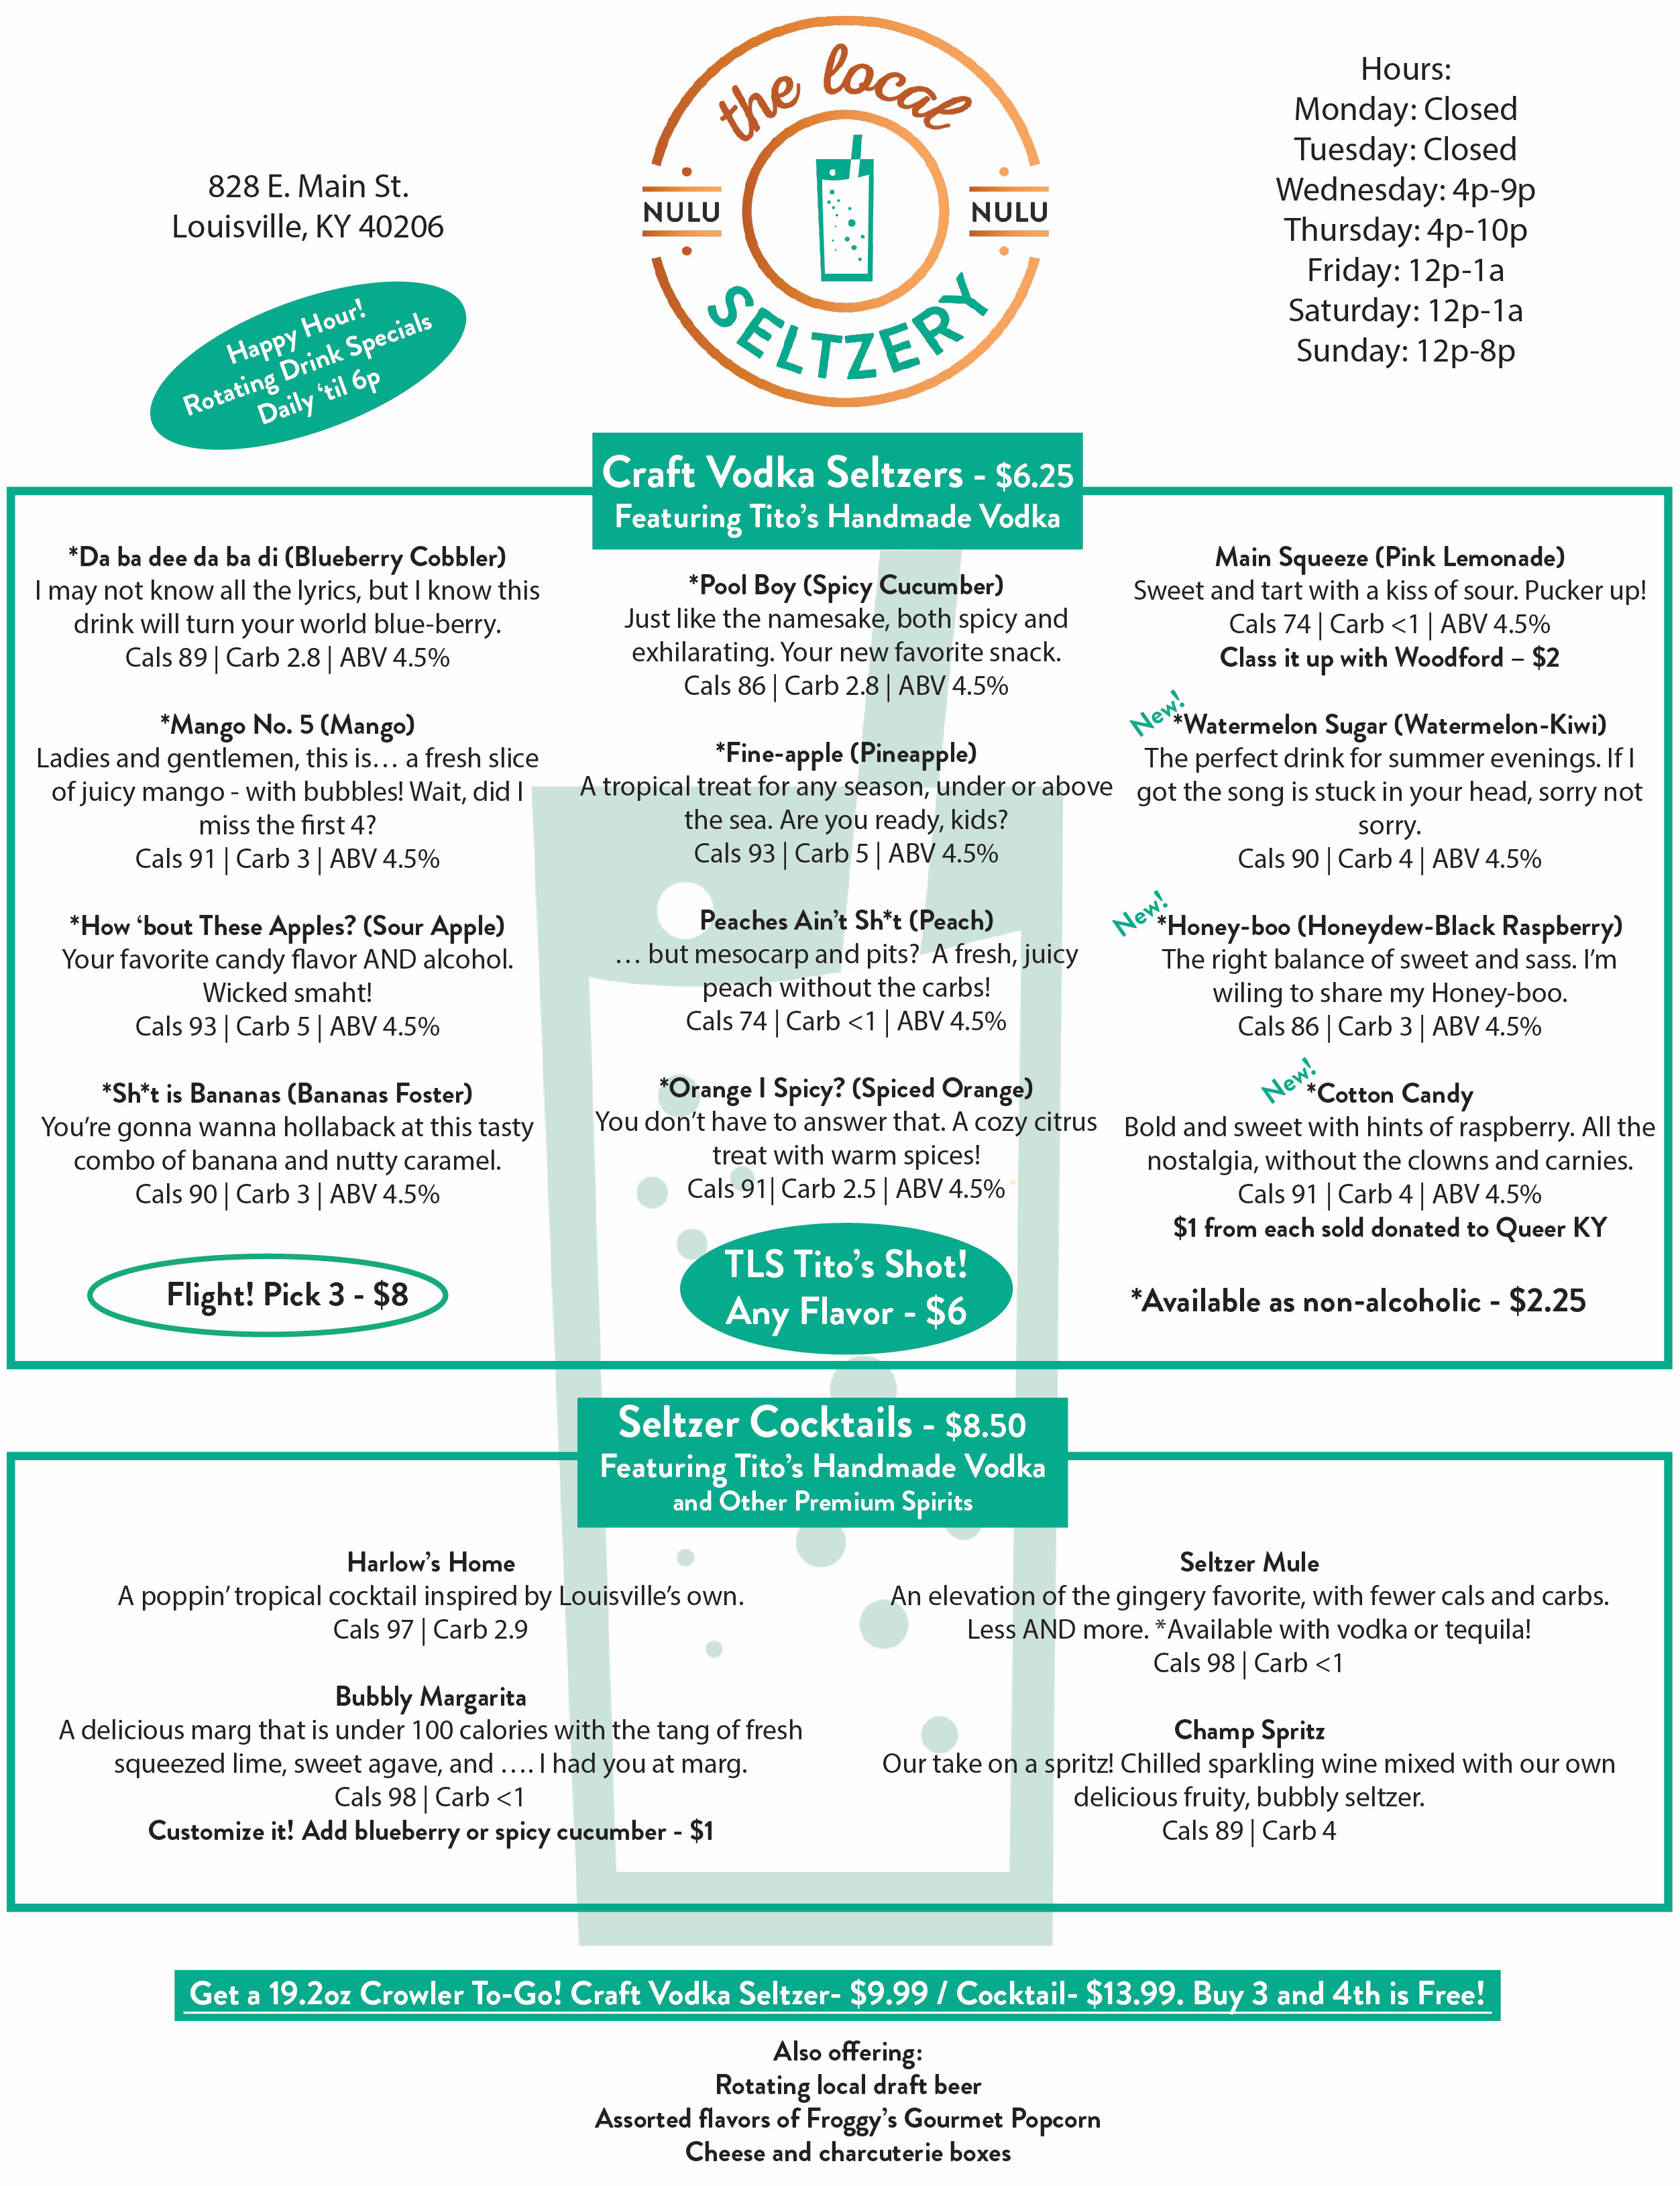 828 E. Main St.
Louisville, KY 40206
Happy Hour!
Rotating Drink Specials
Daily ‘til 6p
the local
NULU
NULU
SELTZERY
Hours:
Monday: Closed
Tuesday: Closed
Wednesday: 4p-9p
Thursday: 4p-10p
Friday: 12p-1a
Saturday: 12p-1a
Sunday: 12p-8p
Craft Vodka Seltzers - $6.25
Featuring Tito’s Handmade Vodka
*Da ba dee da ba di (Blueberry Cobbler)
I may not know all the lyrics, but I know this
drink will turn your world blue-berry.
Cals 89 | Carb 2.8 | ABV 4.5%
*Mango No. 5 (Mango)
Ladies and gentlemen, this is… a fresh slice
of juicy mango - with bubbles! Wait, did I
miss the first 4?
Cals 91 | Carb 3 | ABV 4.5%
*How ‘bout These Apples? (Sour Apple)
Your favorite candy flavor AND alcohol.
Wicked smaht!
Cals 93 | Carb 5 | ABV 4.5%
*Sh*t is Bananas (Bananas Foster)
You’re gonna wanna hollaback at this tasty
combo of banana and nutty caramel.
Cals 90 | Carb 3 | ABV 4.5%
Flight! Pick 3 - $8
*Pool Boy (Spicy Cucumber)
Just like the namesake, both spicy and
exhilarating. Your new favorite snack.
Cals 86 | Carb 2.8 | ABV 4.5%
*Fine-apple (Pineapple)
A tropical treat for any season, under or above
the sea. Are you ready, kids?
Cals 93 | Carb 5 | ABV 4.5%
Peaches Ain’t Sh*t (Peach)
… but mesocarp and pits? A fresh, juicy
peach without the carbs!
Cals 74 | Carb <1 | ABV 4.5%
*Orange I Spicy? (Spiced Orange)
You don’t have to answer that. A cozy citrus
treat with warm spices!
Cals 91| Carb 2.5 | ABV 4.5%
TLS Tito’s Shot!
Any Flavor - $6
Main Squeeze (Pink Lemonade)
Sweet and tart with a kiss of sour. Pucker up!
Cals 74 | Carb <1 | ABV 4.5%
Class it up with Woodford – $2
New!
*Watermelon Sugar (Watermelon-Kiwi)
The perfect drink for summer evenings. If I
got the song is stuck in your head, sorry not
sorry.
Cals 90 | Carb 4 | ABV 4.5%
New!
*Honey-boo (Honeydew-Black Raspberry)
The right balance of sweet and sass. I’m
wiling to share my Honey-boo.
Cals 86 | Carb 3 | ABV 4.5%
New!
*Cotton Candy
Bold and sweet with hints of raspberry. All the
nostalgia, without the clowns and carnies.
Cals 91 | Carb 4 | ABV 4.5%
$1 from each sold donated to Queer KY
*Available as non-alcoholic - $2.25
Seltzer Cocktails - $8.50
Featuring Tito’s Handmade Vodka
and Other Premium Spirits
Harlow’s Home
A poppin’ tropical cocktail inspired by Louisville’s own.
Cals 97 | Carb 2.9
Bubbly Margarita
A delicious marg that is under 100 calories with the tang of fresh
squeezed lime, sweet agave, and …. I had you at marg.
Cals 98 | Carb <1
Customize it! Add blueberry or spicy cucumber - $1
Seltzer Mule
An elevation of the gingery favorite, with fewer cals and carbs.
Less AND more. *Available with vodka or tequila!
Cals 98 | Carb <1
Champ Spritz
Our take on a spritz! Chilled sparkling wine mixed with our own
delicious fruity, bubbly seltzer.
Cals 89 | Carb 4
Get a 19.2oz Crowler To-Go! Craft Vodka Seltzer- $9.99 / Cocktail- $13.99. Buy 3 and 4th is Free!
Also offering:
Rotating local draft beer
Assorted flavors of Froggy’s Gourmet Popcorn
Cheese and charcuterie boxes